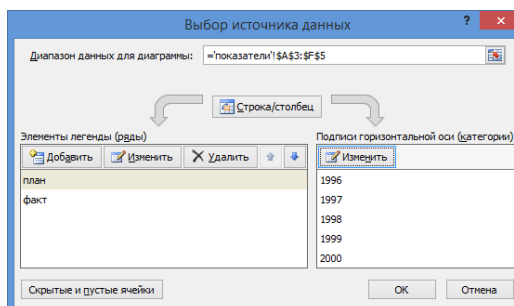 Выбор источника данных
? ×
Диапазон данных для диаграммы: ='показатели'!$A$3:$F$5
Строка/столбец
Элементы легенды (ряды)
Добавить Изменить Удалить
план
факт
Подписи горизонтальной оси (категории)
Изменить
1996
1997
1998
1999
2000
Скрытые и пустые ячейки
ОК Отмена